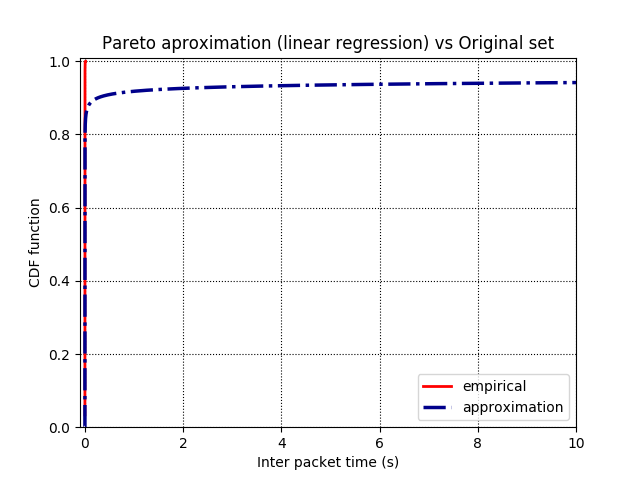 Pareto aproximation (linear regression) vs Original set
1.0
0.8
0.6
0.4
0.2
0.0
CDF function
0 2 4 6 8 10
Inter packet time (s)
empirical
approximation